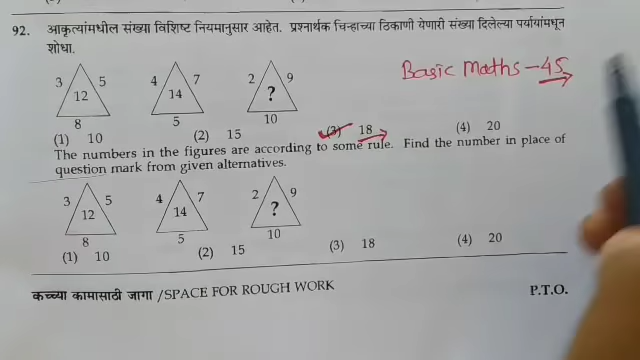 92. आकृत्यांमधील संख्या विशिष्ट नियमानुसार आहेत. प्रश्नार्थक चिन्हाच्या ठिकाणी येणारी संख्या दिलेल्या पर्यायांमधून
शोधा.
Basic Maths - 45
3 5 4 7 2 9
12 14 ?
8 5 10
(1) 10 (2) 15 (3) 18 (4) 20
The numbers in the figures are according to some rule. Find the number in place of
question mark from given alternatives.
3 5 4 7 2 9
12 14 ?
8 5 10
(1) 10 (2) 15 (3) 18 (4) 20
कच्च्या कामासाठी जागा /SPACE FOR ROUGH WORK P.T.O.